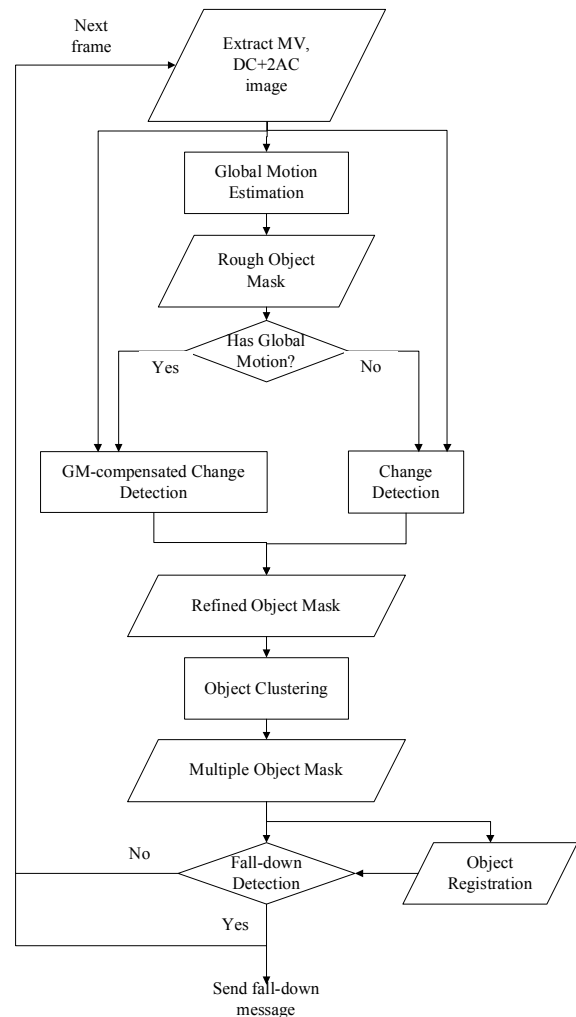 Next
frame
Extract MV,
DC+2AC
image
Global Motion
Estimation
Rough Object
Mask
Has Global
Motion?
Yes
No
GM-compensated Change
Detection
Change
Detection
Refined Object Mask
Object Clustering
Multiple Object Mask
No
Fall-down
Detection
Object
Registration
Yes
Send fall-down
message